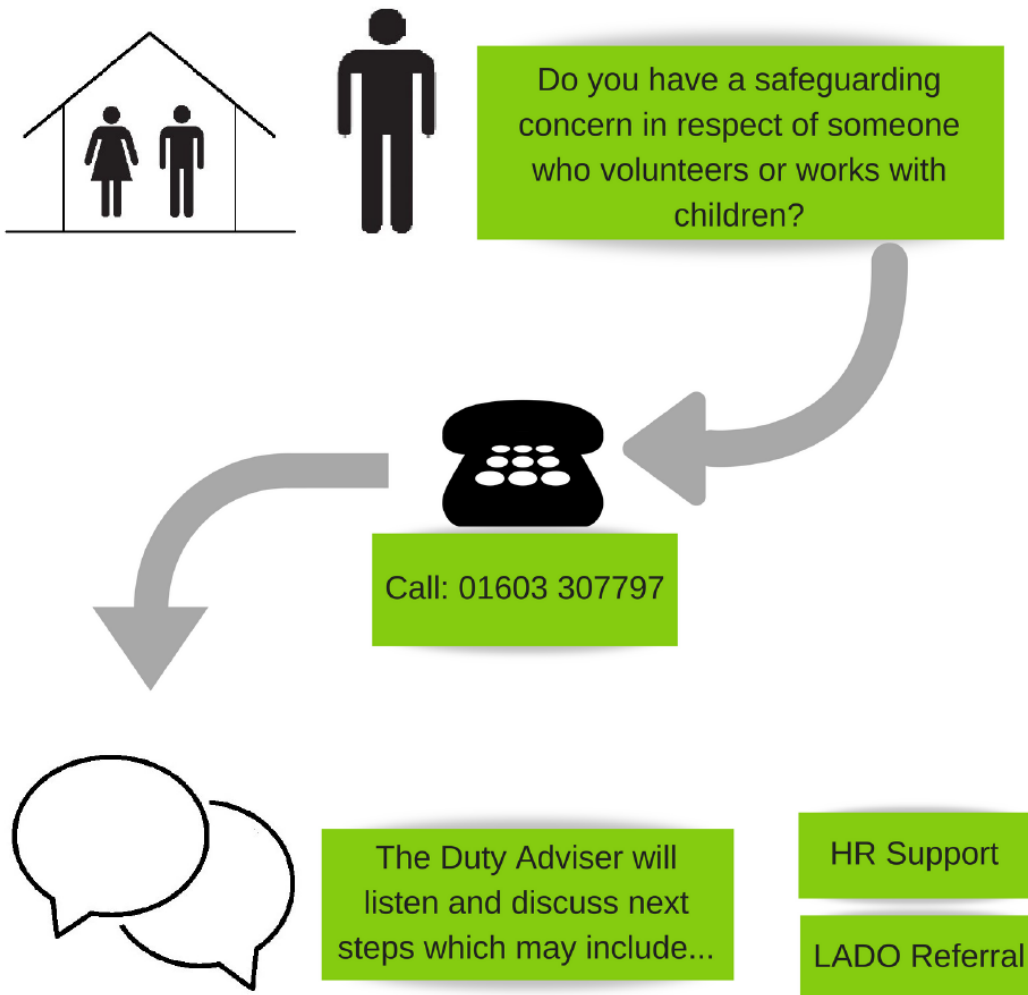 Do you have a safeguarding
concern in respect of someone
who volunteers or works with
children?
Call: 01603 307797
The Duty Adviser will
listen and discuss next
steps which may include...
HR Support
LADO Referral